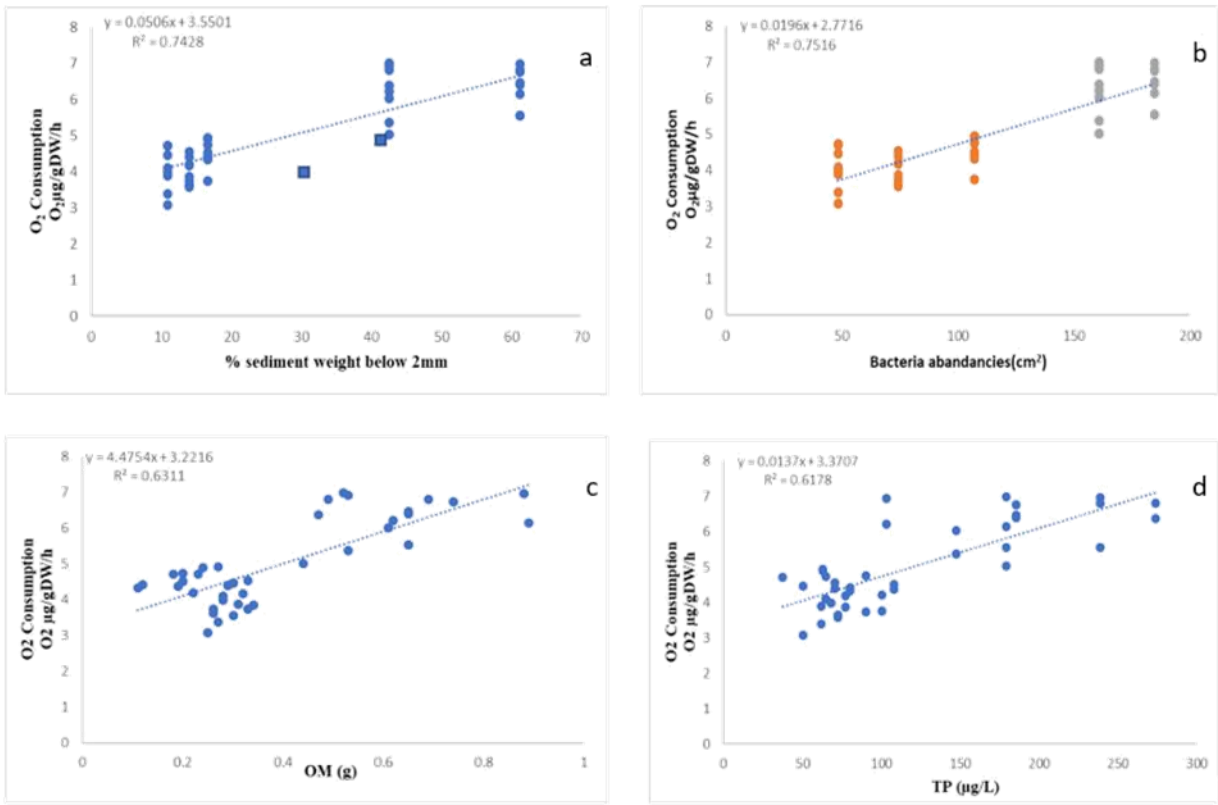 y = 0.0506x + 3.5501
R² = 0.7428
a
8
7
6
5
4
3
2
1
0
O₂ Consumption
O₂µg/gDW/h
0 10 20 30 40 50 60 70
% sediment weight below 2mm
y = 0.0196x + 2.7716
R² = 0.7516
b
8
7
6
5
4
3
2
1
0
O₂ Consumption
O₂µg/gDW/h
0 50 100 150 200
Bacteria abandancies(cm²)
y = 4.4754x + 3.2216
R² = 0.6311
c
8
7
6
5
4
3
2
1
0
O2 Consumption
O2 µg/gDW/h
0 0.2 0.4 0.6 0.8 1
OM (g)
y = 0.0137x + 3.3707
R² = 0.6178
d
8
7
6
5
4
3
2
1
0
O2 Consumption
O2 µg/gDW/h
0 50 100 150 200 250 300
TP (µg/L)